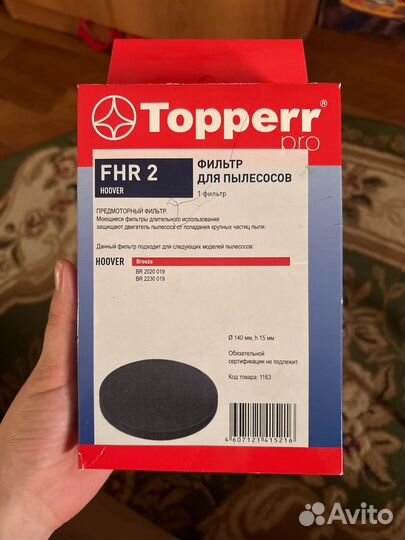 Topperr®
pro
FHR 2
HOOVER
ФИЛЬТР
ДЛЯ ПЫЛЕСОСОВ
1 фильтр
ПРЕДМОТОРНЫЙ ФИЛЬТР.
Моющиеся фильтры длительного использования
защищают двигатель пылесоса от попадания крупных частиц пыли.
Данный фильтр подходит для следующих моделей пылесосов:
HOOVER Breeze
BR 2020 019
BR 2230 019
Ø 140 мм, h 15 мм
Обязательной
сертификации не подлежит.
Код товара: 1163
4 607121 415216
Avito